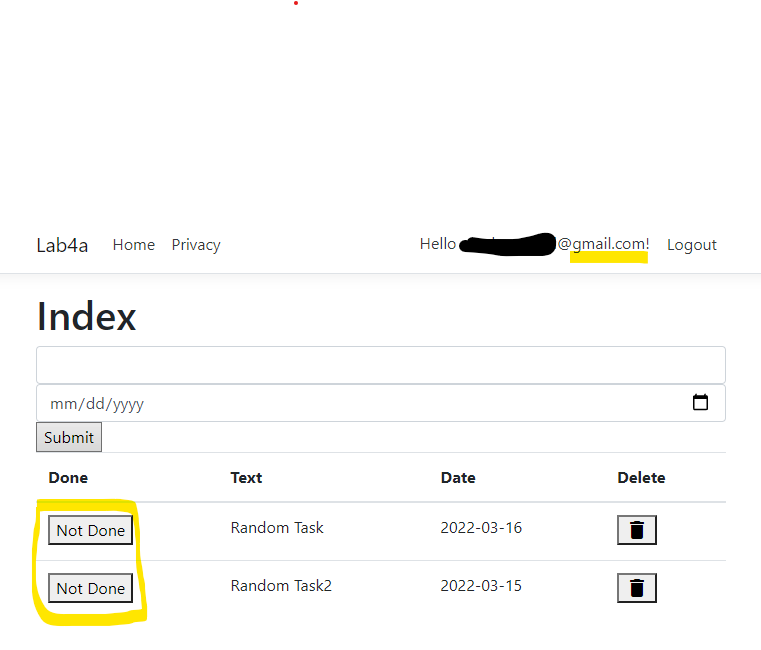 Lab4a Home Privacy Hello @gmail.com! Logout
Index
mm/dd/yyyy
Submit
Done Text Date Delete
Not Done Random Task 2022-03-16
Not Done Random Task2 2022-03-15